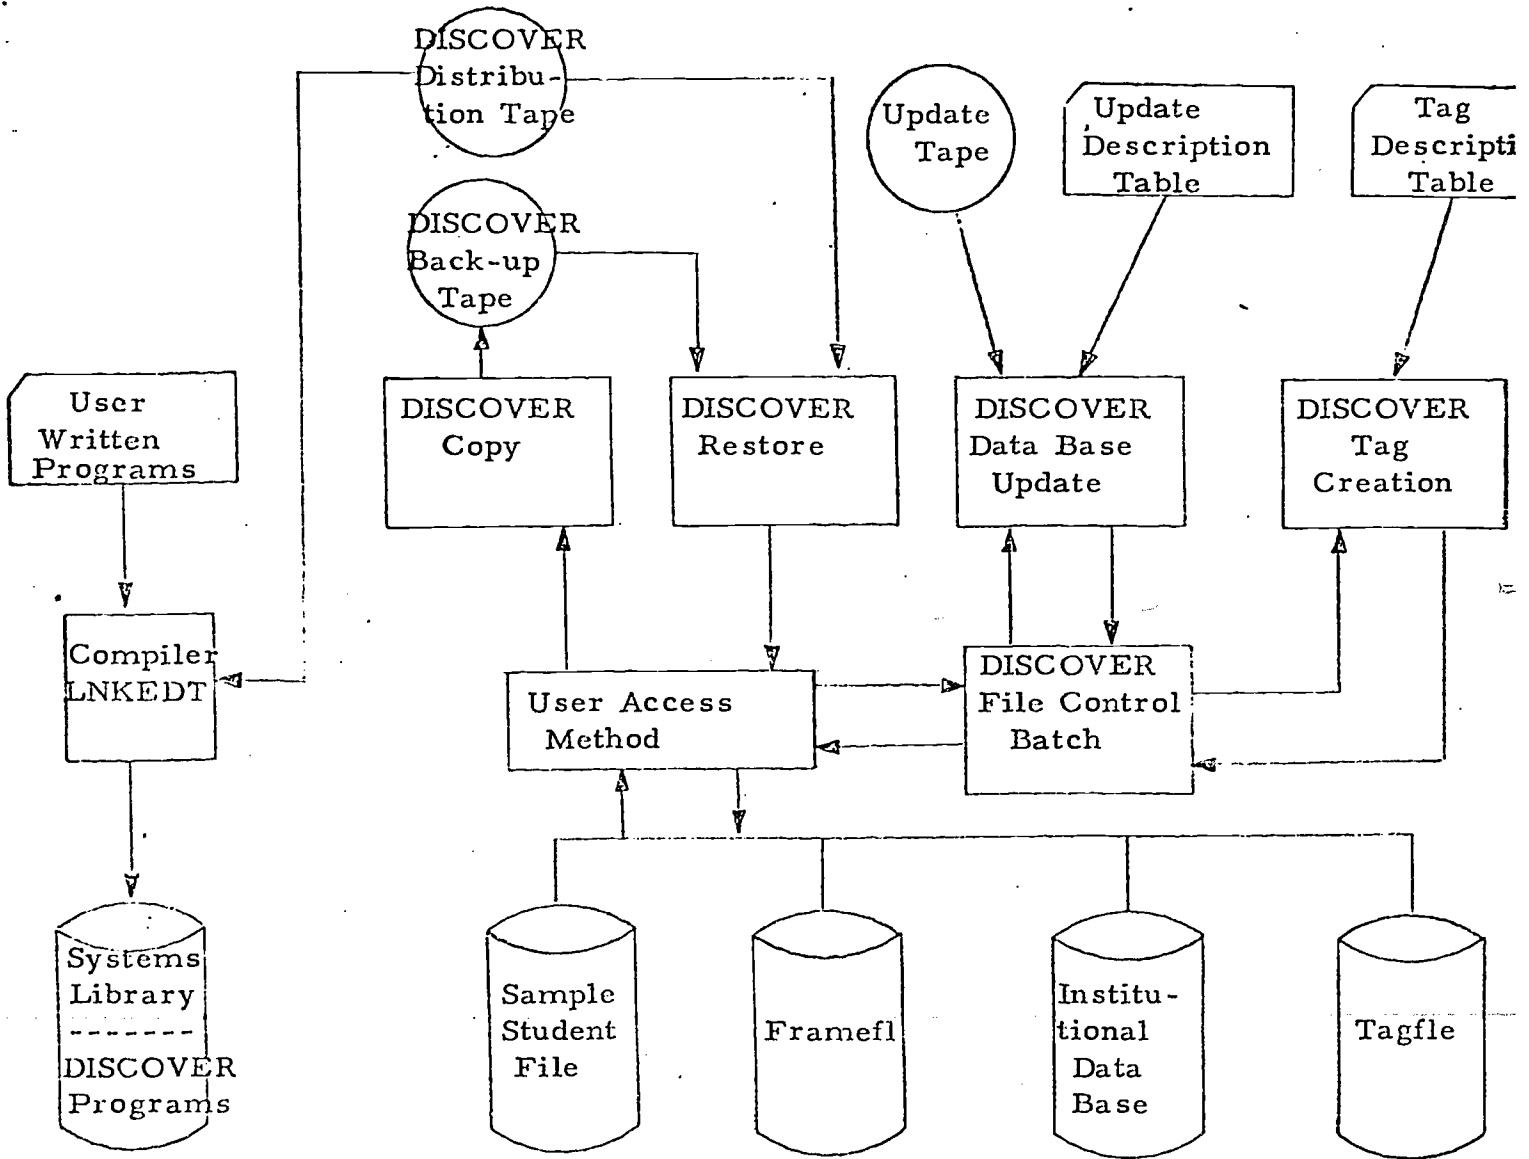 DISCOVER
Distribu-
tion Tape
Update
Tape
Update
Description
Table
Tag
Descripti
Table
DISCOVER
Back-up
Tape
User
Written
Programs
DISCOVER
Copy
DISCOVER
Restore
DISCOVER
Data Base
Update
DISCOVER
Tag
Creation
Compiler
LNKEDT
User Access
Method
DISCOVER
File Control
Batch
Systems
Library
-------
DISCOVER
Programs
Sample
Student
File
Framefl
Institu-
tional
Data
Base
Tagfle